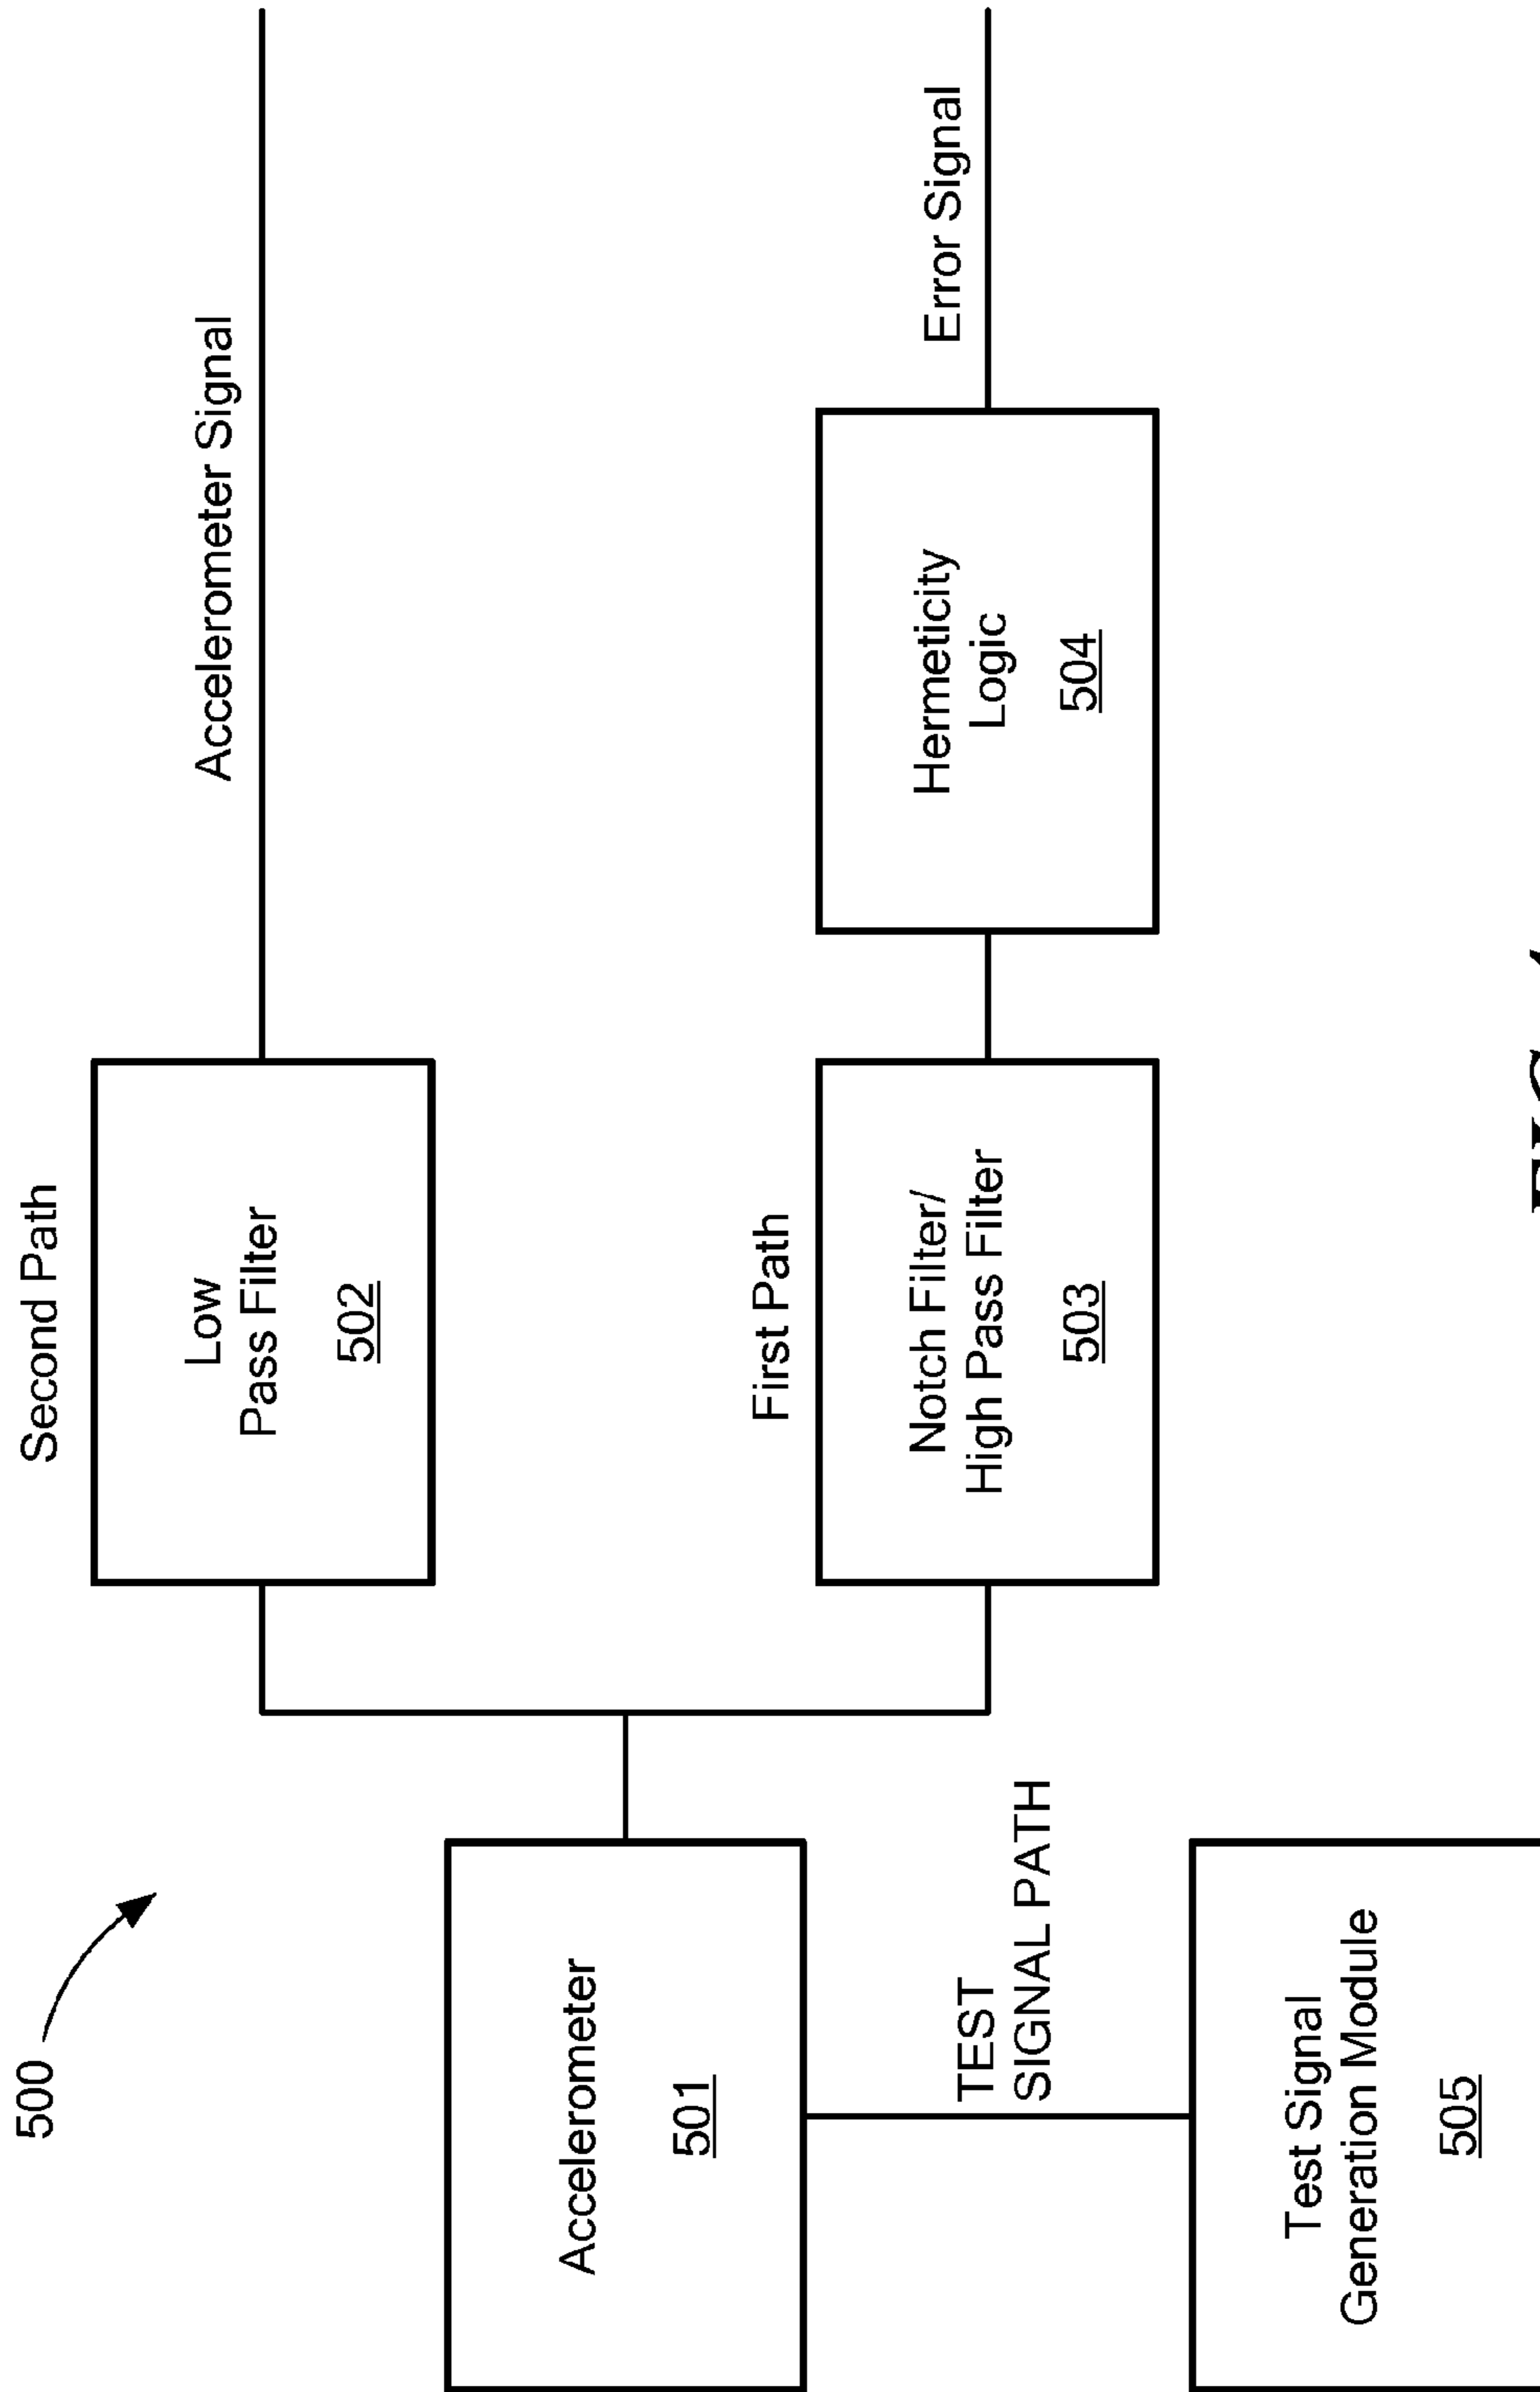 500
Second Path
Low
Pass Filter
502
Accelerometer Signal
Accelerometer
501
First Path
Notch Filter/
High Pass Filter
503
Hermeticity
Logic
504
Error Signal
TEST
SIGNAL PATH
Test Signal
Generation Module
505